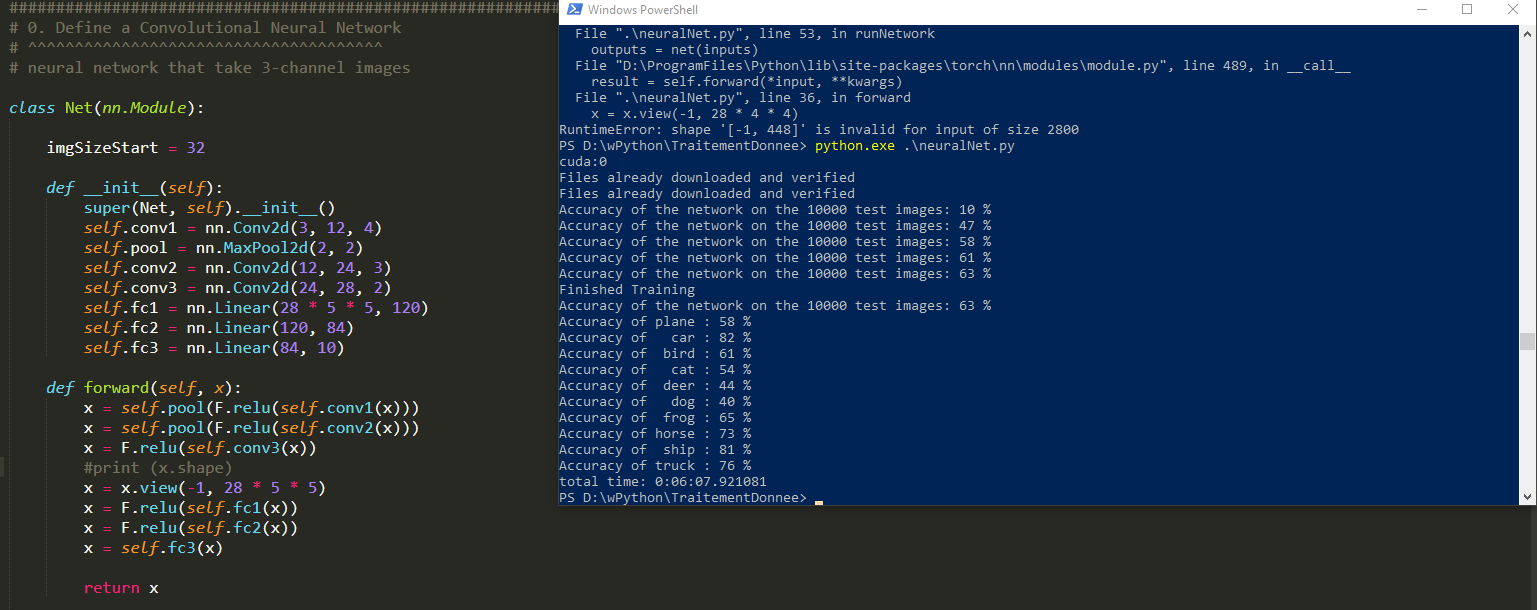 ################################################################
# 0. Define a Convolutional Neural Network
# ^^^^^^^^^^^^^^^^^^^^^^^^^^^^^^^^^^^^^^
# neural network that take 3-channel images
class Net(nn.Module):
imgSizeStart = 32
def __init__(self):
super(Net, self).__init__()
self.conv1 = nn.Conv2d(3, 12, 4)
self.pool = nn.MaxPool2d(2, 2)
self.conv2 = nn.Conv2d(12, 24, 3)
self.conv3 = nn.Conv2d(24, 28, 2)
self.fc1 = nn.Linear(28 * 5 * 5, 120)
self.fc2 = nn.Linear(120, 84)
self.fc3 = nn.Linear(84, 10)
def forward(self, x):
x = self.pool(F.relu(self.conv1(x)))
x = self.pool(F.relu(self.conv2(x)))
x = F.relu(self.conv3(x))
#print (x.shape)
x = x.view(-1, 28 * 5 * 5)
x = F.relu(self.fc1(x))
x = F.relu(self.fc2(x))
x = self.fc3(x)
return x
Windows PowerShell
File ".\neuralNet.py", line 53, in runNetwork
outputs = net(inputs)
File "D:\ProgramFiles\Python\lib\site-packages\torch\nn\modules\module.py", line 489, in __call__
result = self.forward(*input, **kwargs)
File ".\neuralNet.py", line 36, in forward
x = x.view(-1, 28 * 4 * 4)
RuntimeError: shape '[-1, 448]' is invalid for input of size 2800
PS D:\wPython\TraitementDonnee> python.exe .\neuralNet.py
cuda:0
Files already downloaded and verified
Files already downloaded and verified
Accuracy of the network on the 10000 test images: 10 %
Accuracy of the network on the 10000 test images: 47 %
Accuracy of the network on the 10000 test images: 58 %
Accuracy of the network on the 10000 test images: 61 %
Accuracy of the network on the 10000 test images: 63 %
Finished Training
Accuracy of the network on the 10000 test images: 63 %
Accuracy of plane : 58 %
Accuracy of   car : 82 %
Accuracy of  bird : 61 %
Accuracy of   cat : 54 %
Accuracy of  deer : 44 %
Accuracy of   dog : 40 %
Accuracy of  frog : 65 %
Accuracy of horse : 73 %
Accuracy of  ship : 81 %
Accuracy of truck : 76 %
total time: 0:06:07.921081
PS D:\wPython\TraitementDonnee>